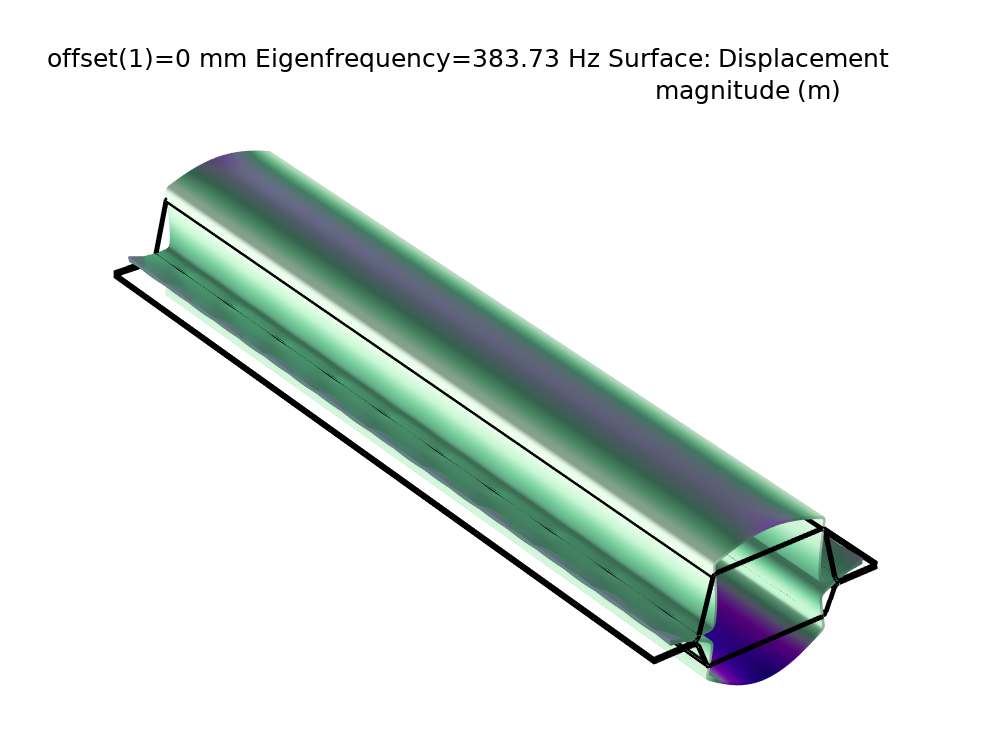 offset(1)=0 mm Eigenfrequency=383.73 Hz Surface: Displacement
magnitude (m)